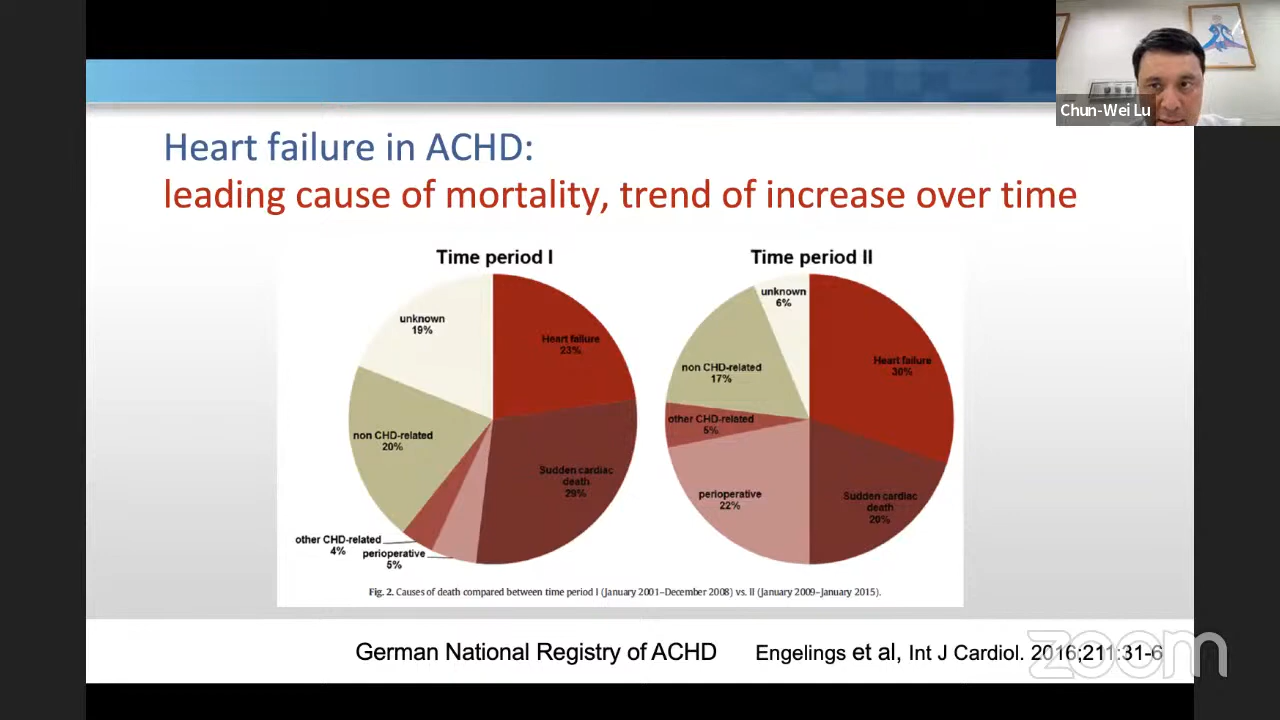 Chun-Wei Lu
Heart failure in ACHD:
leading cause of mortality, trend of increase over time
Time period I
unknown
19%
Heart failure
23%
non CHD-related
20%
Sudden cardiac
death
29%
other CHD-related
4%
perioperative
5%
Time period II
unknown
6%
Heart failure
30%
non CHD-related
17%
other CHD-related
5%
perioperative
22%
Sudden cardiac
death
20%
Fig. 2. Causes of death compared between time period I (January 2001–December 2008) vs. II (January 2009–January 2015).
German National Registry of ACHD
Engelings et al, Int J Cardiol. 2016;211:31-6
zoom